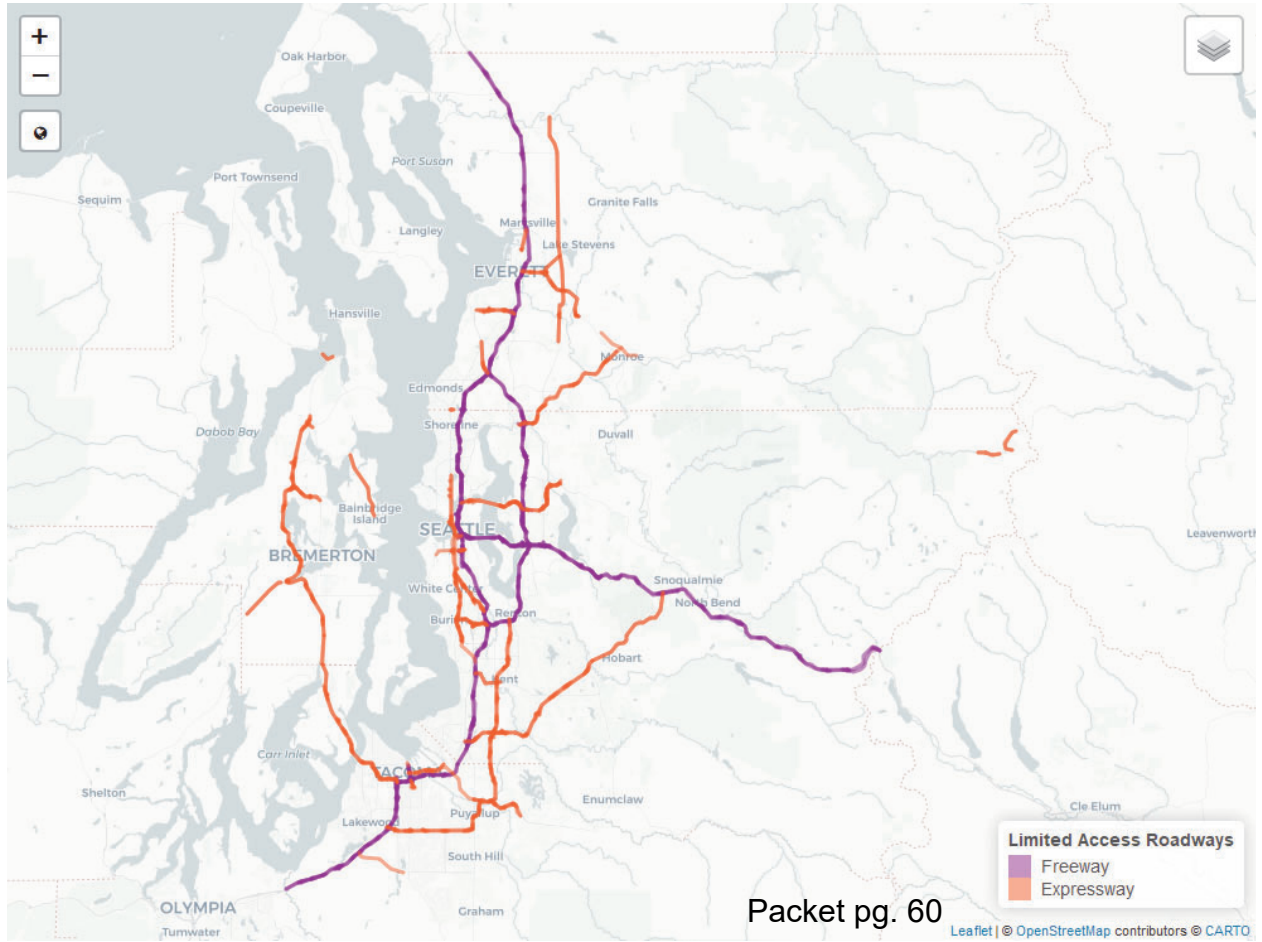 +
−
Oak Harbor
Coupeville
Port Susan
Port Townsend
Sequim
Granite Falls
Langley
Marysville
Lake Stevens
EVERETT
Hansville
Monroe
Edmonds
Shoreline
Dabob Bay
Duvall
Bainbridge
Island
SEATTLE
Leavenworth
BREMERTON
Snoqualmie
White Center
North Bend
Renton
Hobart
Kent
Carr Inlet
TACOMA
Shelton
Enumclaw
Cle Elum
Puyallup
Lakewood
South Hill
Limited Access Roadways
Freeway
Expressway
OLYMPIA
Graham
Packet pg. 60
Tumwater
Leaflet | © OpenStreetMap contributors © CARTO